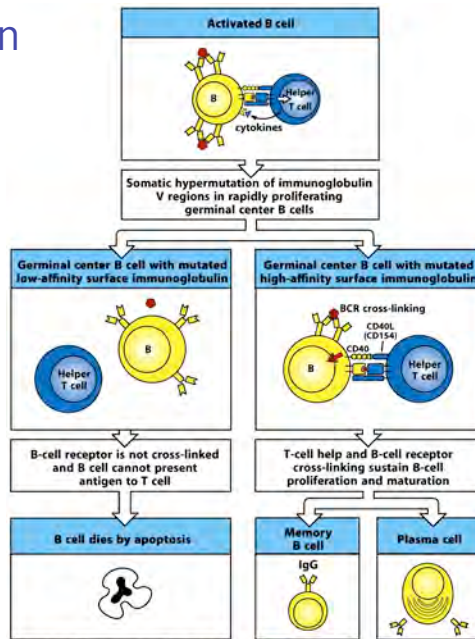 n
Activated B cell
B
Helper
T cell
cytokines
Somatic hypermutation of immunoglobulin
V regions in rapidly proliferating
germinal center B cells
Germinal center B cell with mutated
low-affinity surface immunoglobulin
B
Helper
T cell
Germinal center B cell with mutated
high-affinity surface immunoglobulin
BCR cross-linking
CD40L
(CD154)
CD40
B
Helper
T cell
B-cell receptor is not cross-linked
and B cell cannot present
antigen to T cell
T-cell help and B-cell receptor
cross-linking sustain B-cell
proliferation and maturation
B cell dies by apoptosis
Memory
B cell
IgG
Plasma cell